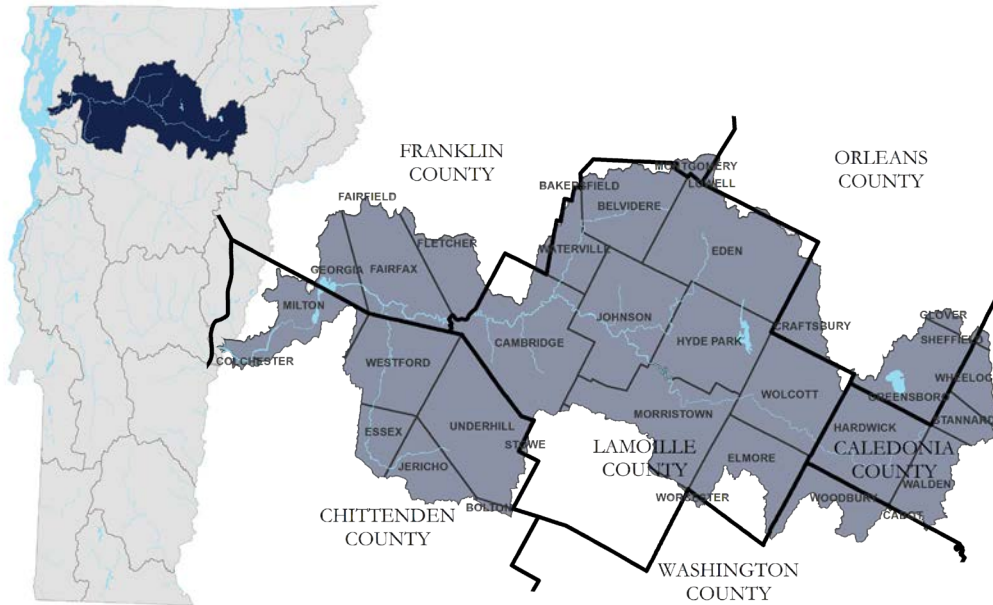 FRANKLIN
COUNTY
ORLEANS
COUNTY
MONTGOMERY
LOWELL
BAKERSFIELD
BELVIDERE
FAIRFIELD
FLETCHER
WATERVILLE
EDEN
GEORGIA
FAIRFAX
MILTON
JOHNSON
GLOVER
CRAFTSBURY
SHEFFIELD
HYDE PARK
CAMBRIDGE
COLCHESTER
WESTFORD
WHEELOC
GREENSBORO
WOLCOTT
MORRISTOWN
STANNARD
UNDERHILL
HARDWICK
ESSEX
STOWE
LAMOILLE
COUNTY
CALEDONIA
COUNTY
ELMORE
JERICHO
WALDEN
WORCESTER
WOODBURY
BOLTON
CABOT
CHITTENDEN
COUNTY
WASHINGTON
COUNTY